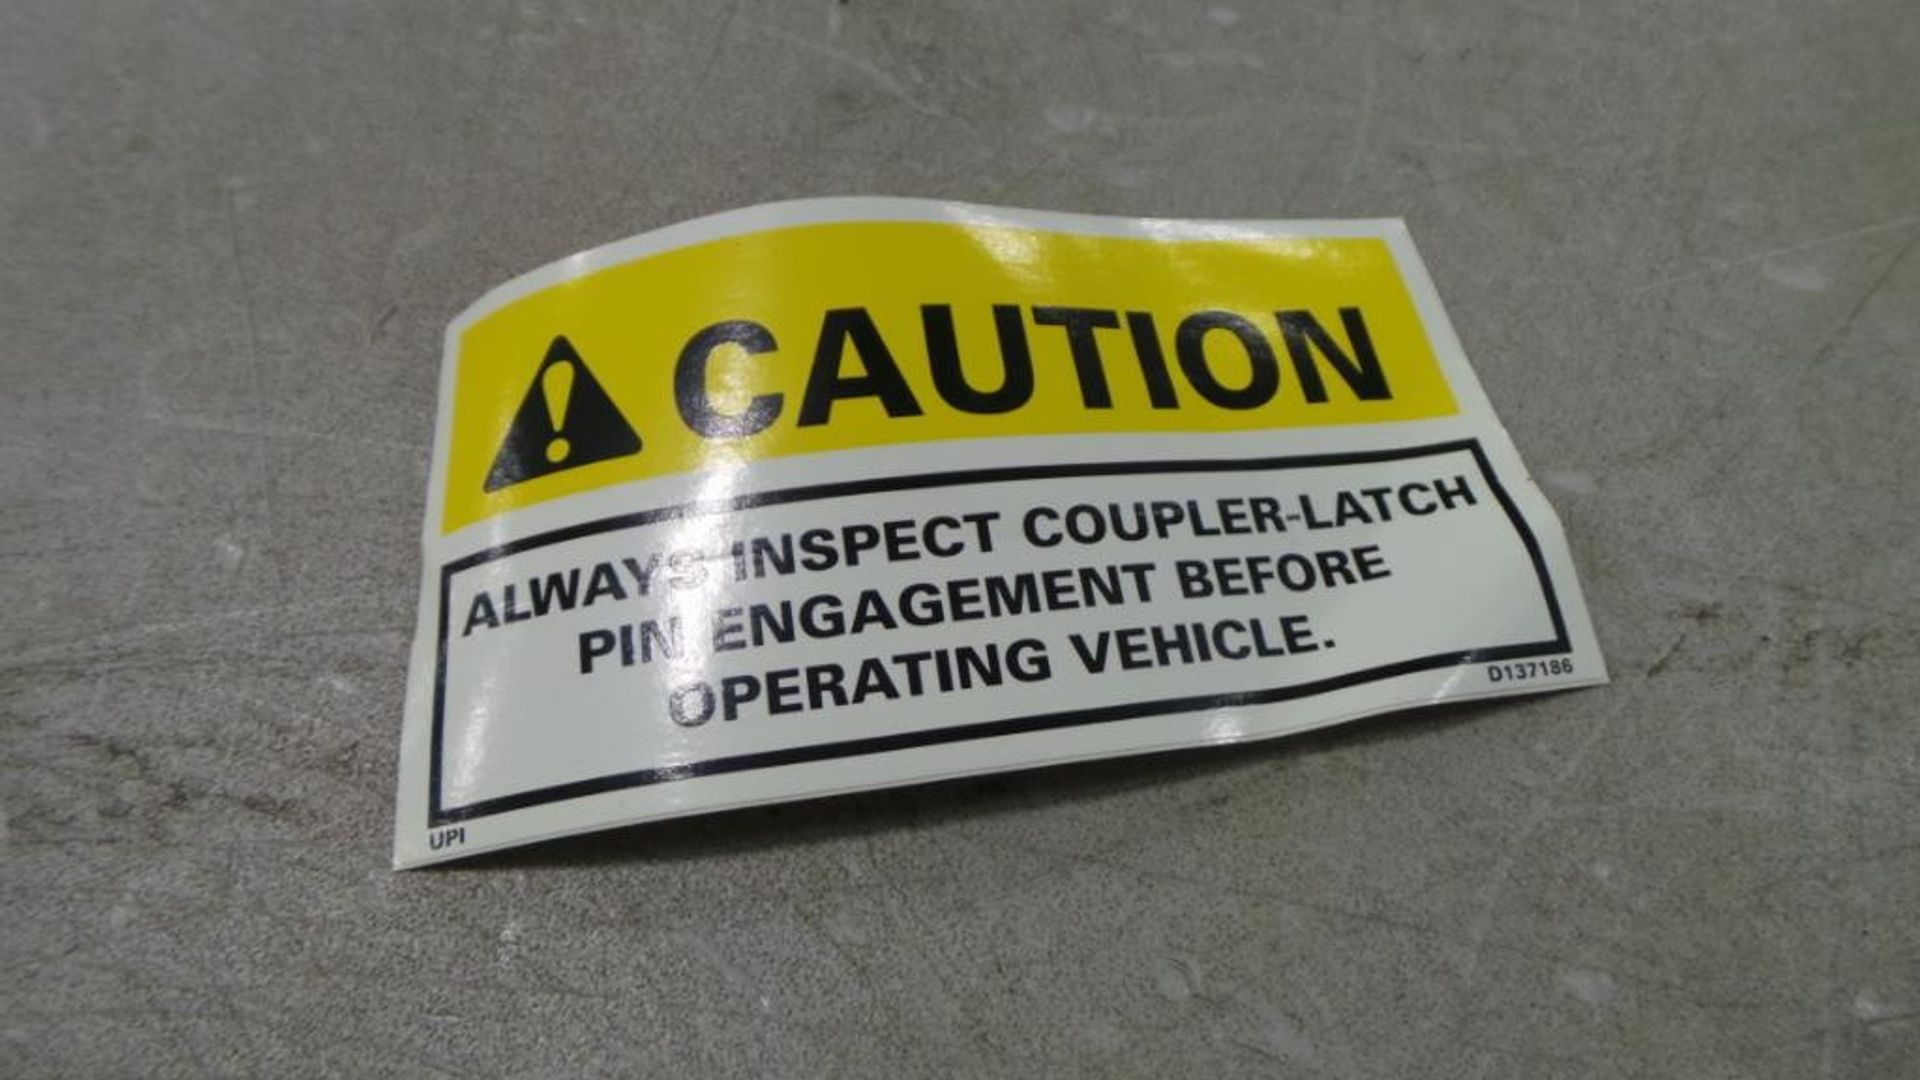 CAUTION
ALWAYS INSPECT COUPLER-LATCH
PIN ENGAGEMENT BEFORE
OPERATING VEHICLE.
D137186
UPI